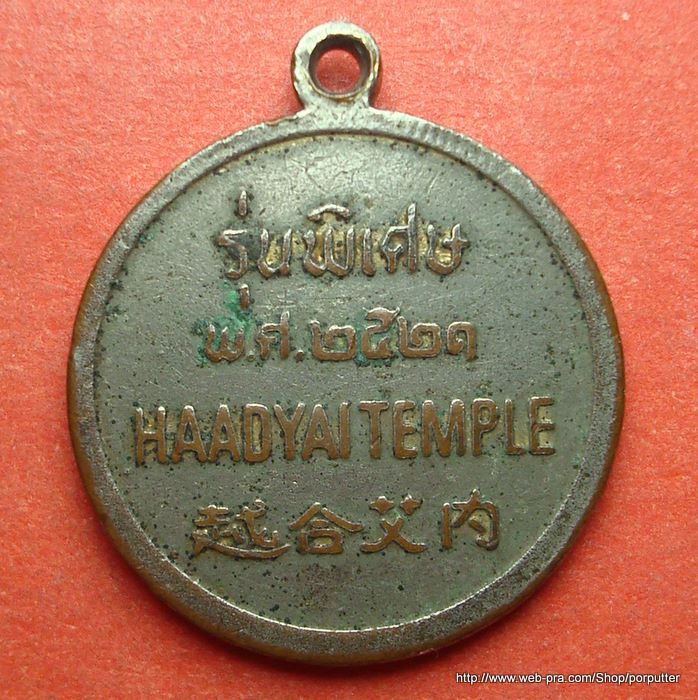 รุ่นพิเศษ
พ.ศ.๒๕๒๑
HAADYAI TEMPLE
越合艾内
http://www.web-pra.com/Shop/porputter